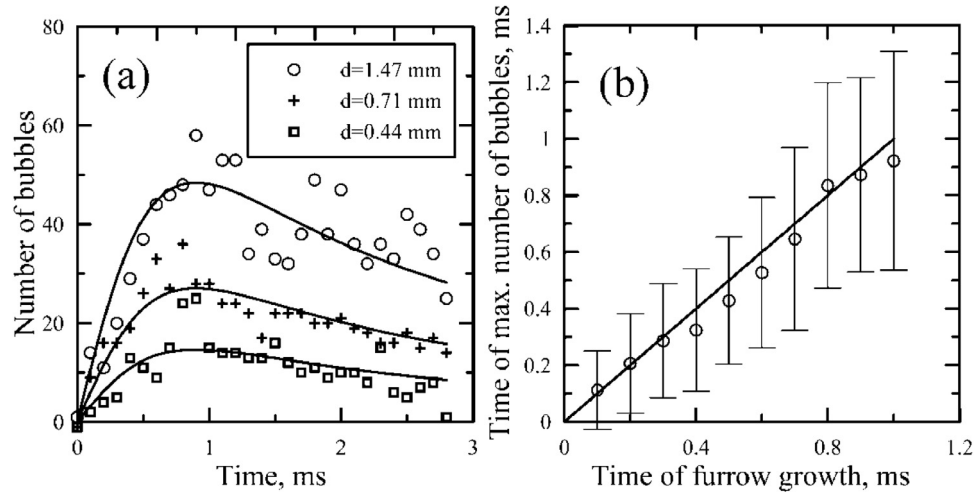 80
60
40
20
0
0
1
2
3
(a)
d=1.47 mm
d=0.71 mm
d=0.44 mm
Number of bubbles
Time, ms
1.4
1.2
1
0.8
0.6
0.4
0.2
0
0
0.4
0.8
1.2
(b)
Time of max. number of bubbles, ms
Time of furrow growth, ms